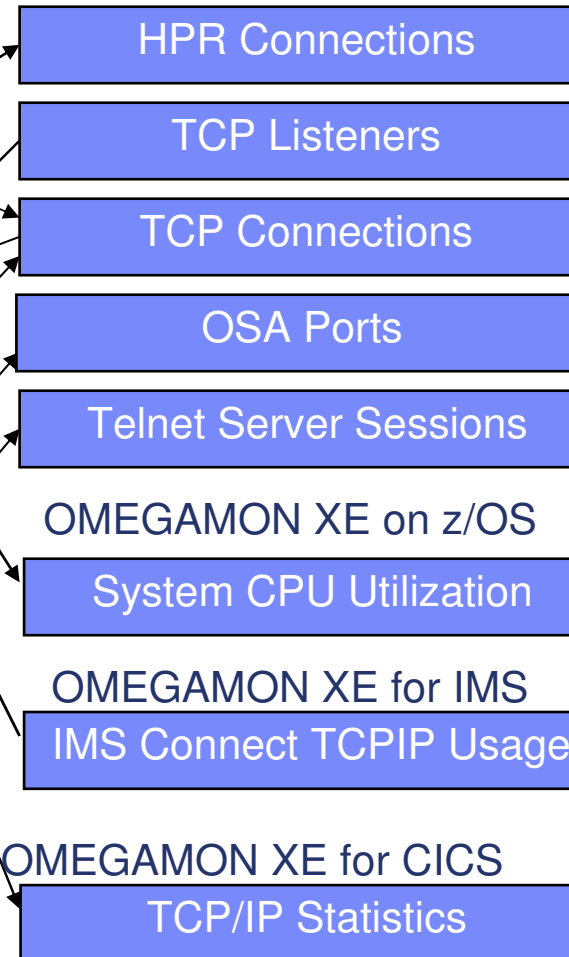 HPR Connections
TCP Listeners
TCP Connections
OSA Ports
Telnet Server Sessions
OMEGAMON XE on z/OS
System CPU Utilization
OMEGAMON XE for IMS
IMS Connect TCPIP Usage
OMEGAMON XE for CICS
TCP/IP Statistics